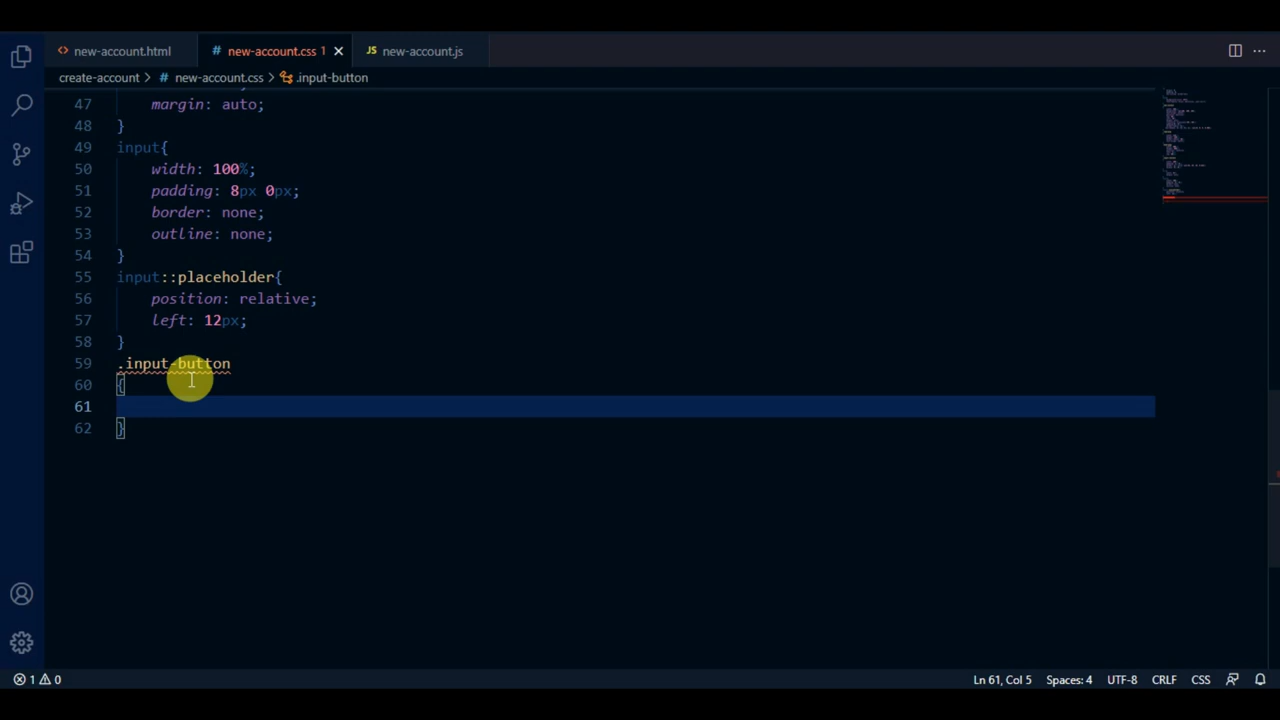 new-account.html
# new-account.css 1
JS new-account.js
create-account > # new-account.css > .input-button
47 margin: auto;
48 }
49 input{
50 width: 100%;
51 padding: 8px 0px;
52 border: none;
53 outline: none;
54 }
55 input::placeholder{
56 position: relative;
57 left: 12px;
58 }
59 .input-button
60 {
61
62 }
1 0
Ln 61, Col 5 Spaces: 4 UTF-8 CRLF CSS